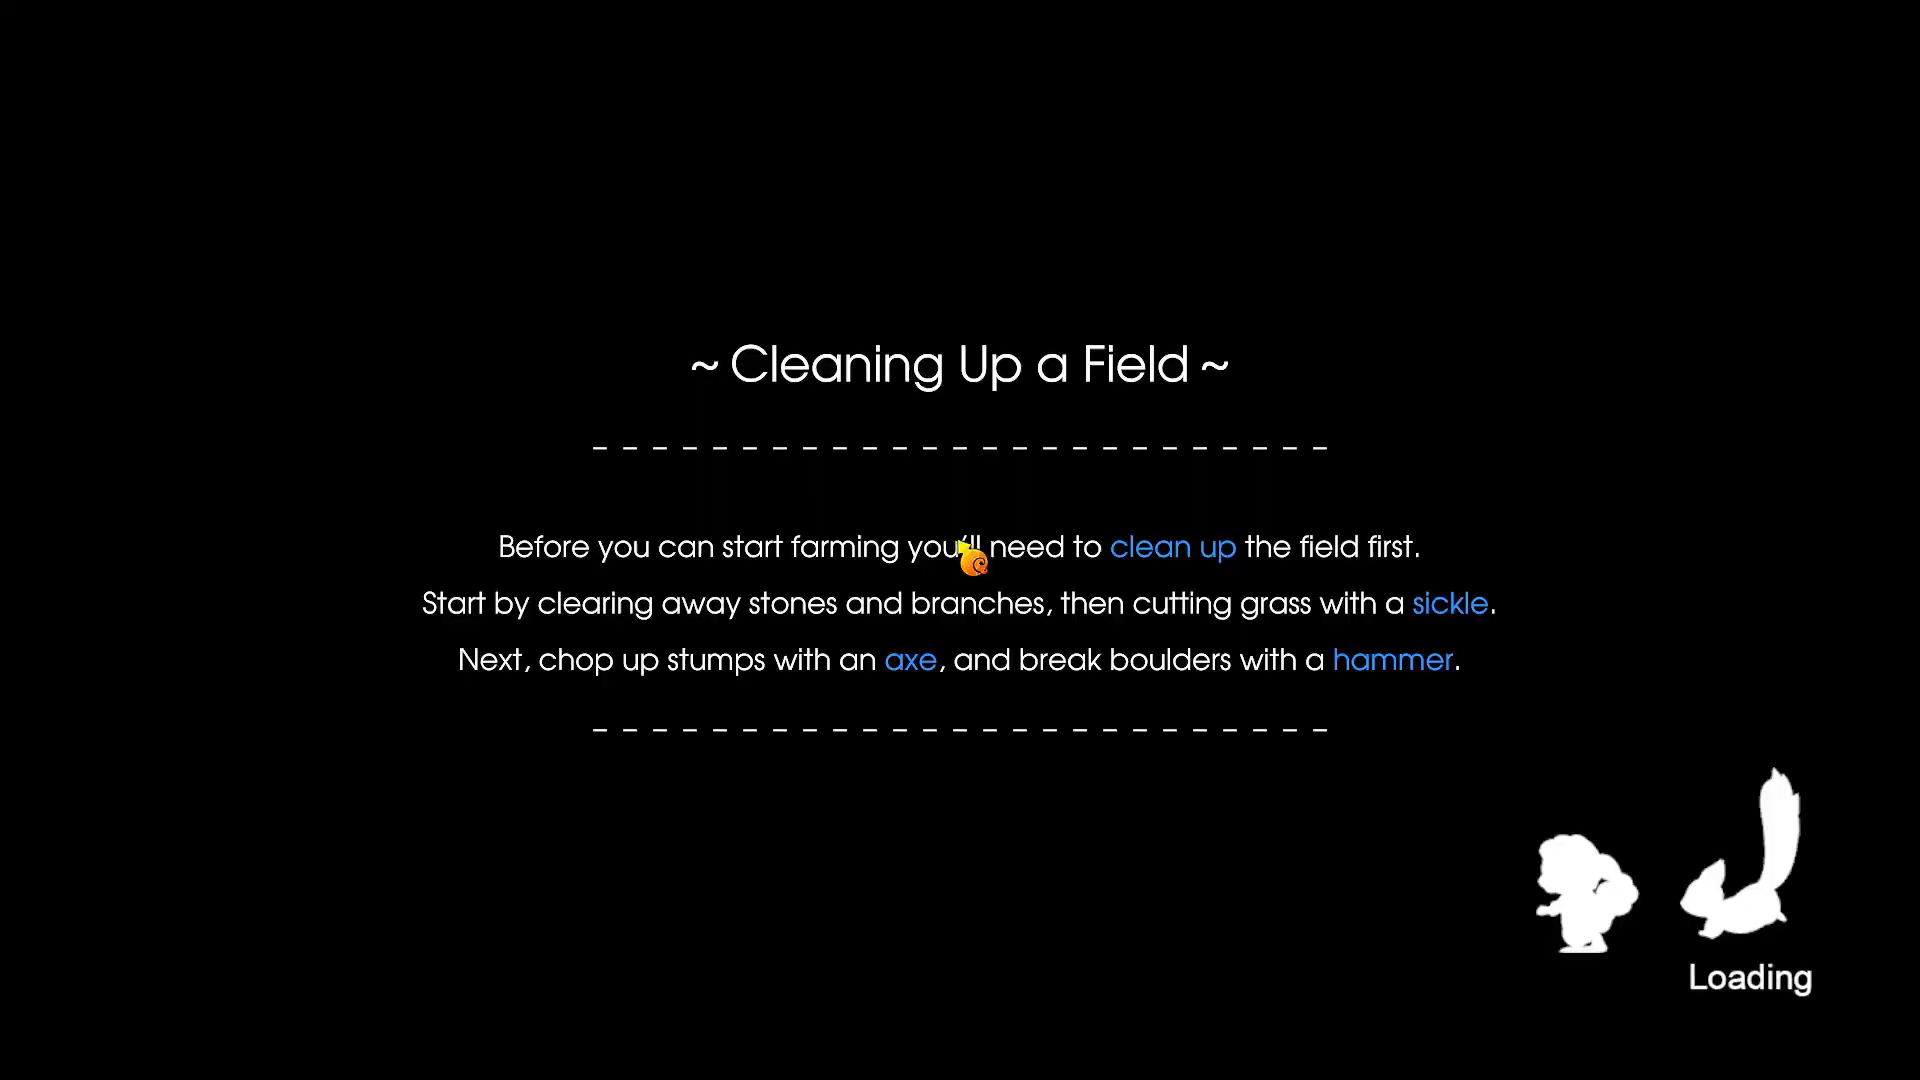 ~ Cleaning Up a Field ~
- - - - - - - - - - - - - - - - - - - - - - - - -
Before you can start farming you'll need to clean up the field first.
Start by clearing away stones and branches, then cutting grass with a sickle.
Next, chop up stumps with an axe, and break boulders with a hammer.
- - - - - - - - - - - - - - - - - - - - - - - - -
Loading